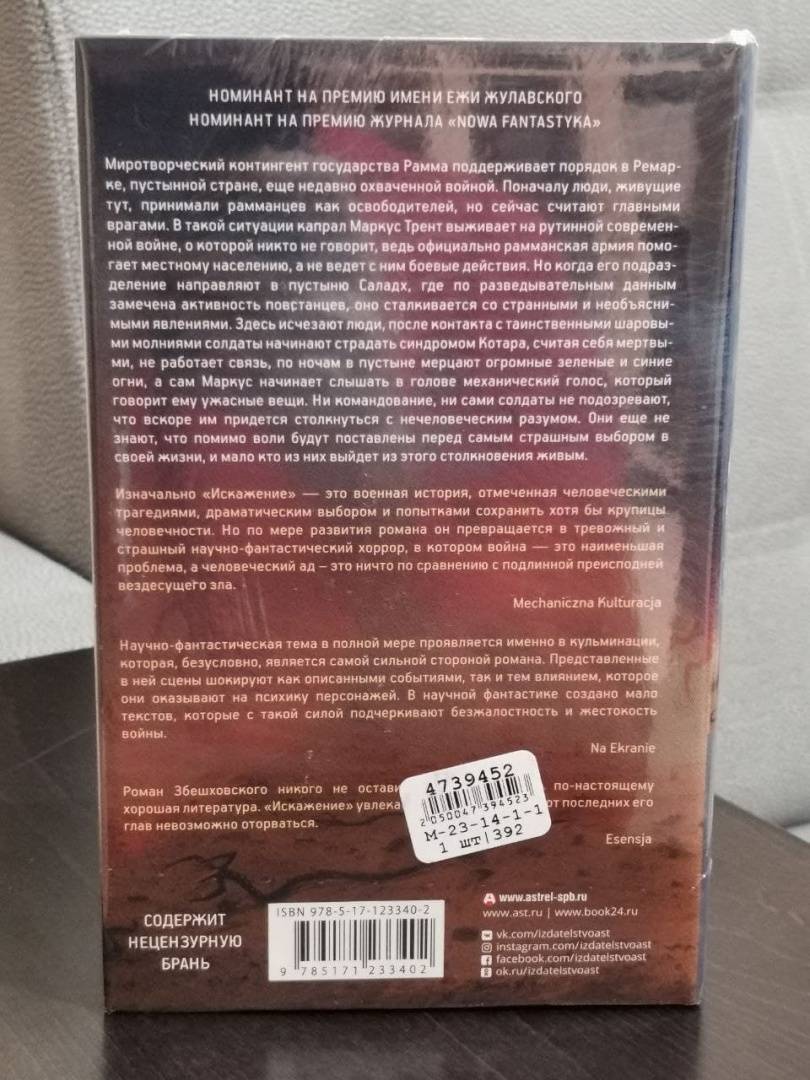 НОМИНАНТ НА ПРЕМИЮ ИМЕНИ ЕЖИ ЖУЛАВСКОГО
НОМИНАНТ НА ПРЕМИЮ ЖУРНАЛА «NOWA FANTASTYKA»
Миротворческий контингент государства Рамма поддерживает порядок в Ремар-
ке, пустынной стране, еще недавно охваченной войной. Поначалу люди, живущие
тут, принимали рамманцев как освободителей, но сейчас считают главными
врагами. В такой ситуации капрал Маркус Трент выживает на рутинной современ-
ной войне, о которой никто не говорит, ведь официально рамманская армия помо-
гает местному населению, а не ведет с ним боевые действия. Но когда его подраз-
деление направляют в пустыню Саладх, где по разведывательным данным
замечена активность повстанцев, оно сталкивается со странными и необъясни-
мыми явлениями. Здесь исчезают люди, после контакта с таинственными шаровы-
ми молниями солдаты начинают страдать синдромом Котара, считая себя мертвы-
ми, не работает связь, по ночам в пустыне мерцают огромные зеленые и синие
огни, а сам Маркус начинает слышать в голове механический голос, который
говорит ему ужасные вещи. Ни командование, ни сами солдаты не подозревают,
что вскоре им придется столкнуться с нечеловеческим разумом. Они еще не
знают, что помимо воли будут поставлены перед самым страшным выбором в
своей жизни, и мало кто из них выйдет из этого столкновения живым.
Изначально «Искажение» — это военная история, отмеченная человеческими
трагедиями, драматическим выбором и попытками сохранить хотя бы крупицы
человечности. Но по мере развития романа он превращается в тревожный и
страшный научно-фантастический хоррор, в котором война — это наименьшая
проблема, а человеческий ад – это ничто по сравнению с подлинной преисподней
вездесущего зла.
Mechaniczna Kulturacja
Научно-фантастическая тема в полной мере проявляется именно в кульминации,
которая, безусловно, является самой сильной стороной романа. Представленные
в ней сцены шокируют как описанными событиями, так и тем влиянием, которое
они оказывают на психику персонажей. В научной фантастике создано мало
текстов, которые с такой силой подчеркивают безжалостность и жестокость
войны.
Na Ekranie
Роман Збешховского никого не остави по-настоящему
хорошая литература. «Искажение» увлека от последних его
глав невозможно оторваться.
Esensja
4739452
2 050047 394523
М-23-14-1-1
1 шт|392
СОДЕРЖИТ
НЕЦЕНЗУРНУЮ
БРАНЬ
ISBN 978-5-17-123340-2
9 785171 233402
www.astrel-spb.ru
www.ast.ru | www.book24.ru
vk.com/izdatelstvoast
instagram.com/izdatelstvoast
facebook.com/izdatelstvoast
ok.ru/izdatelstvoast